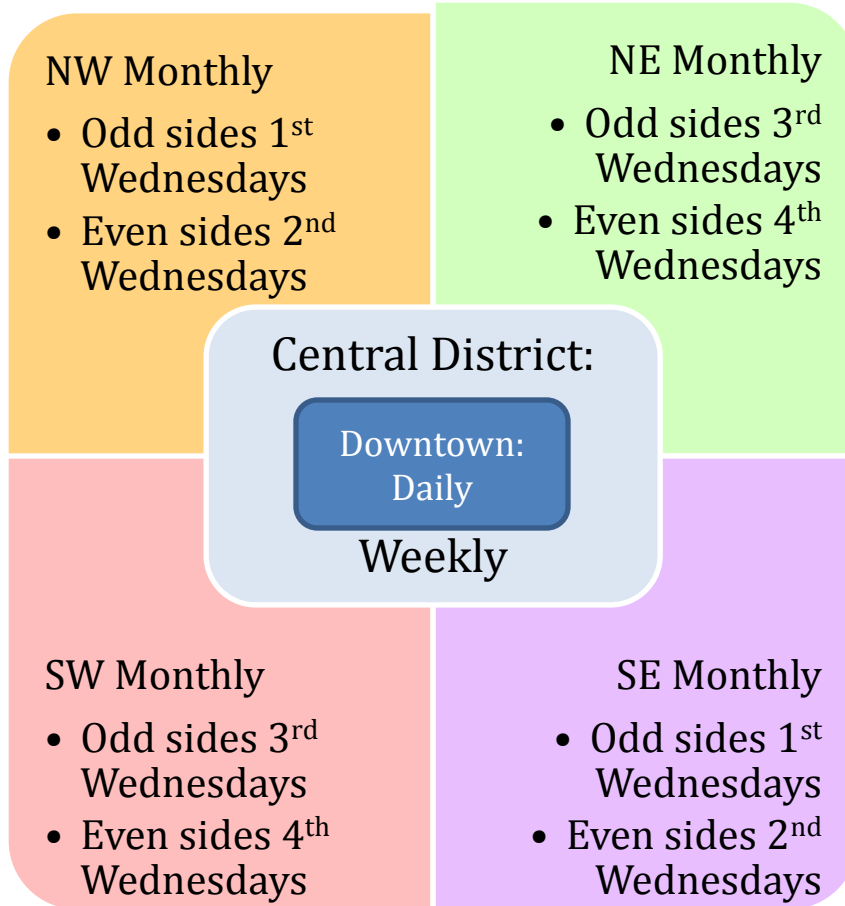 NW Monthly
• Odd sides 1st
Wednesdays
• Even sides 2nd
Wednesdays
NE Monthly
• Odd sides 3rd
Wednesdays
• Even sides 4th
Wednesdays
Central District:
Downtown:
Daily
Weekly
SW Monthly
• Odd sides 3rd
Wednesdays
• Even sides 4th
Wednesdays
SE Monthly
• Odd sides 1st
Wednesdays
• Even sides 2nd
Wednesdays